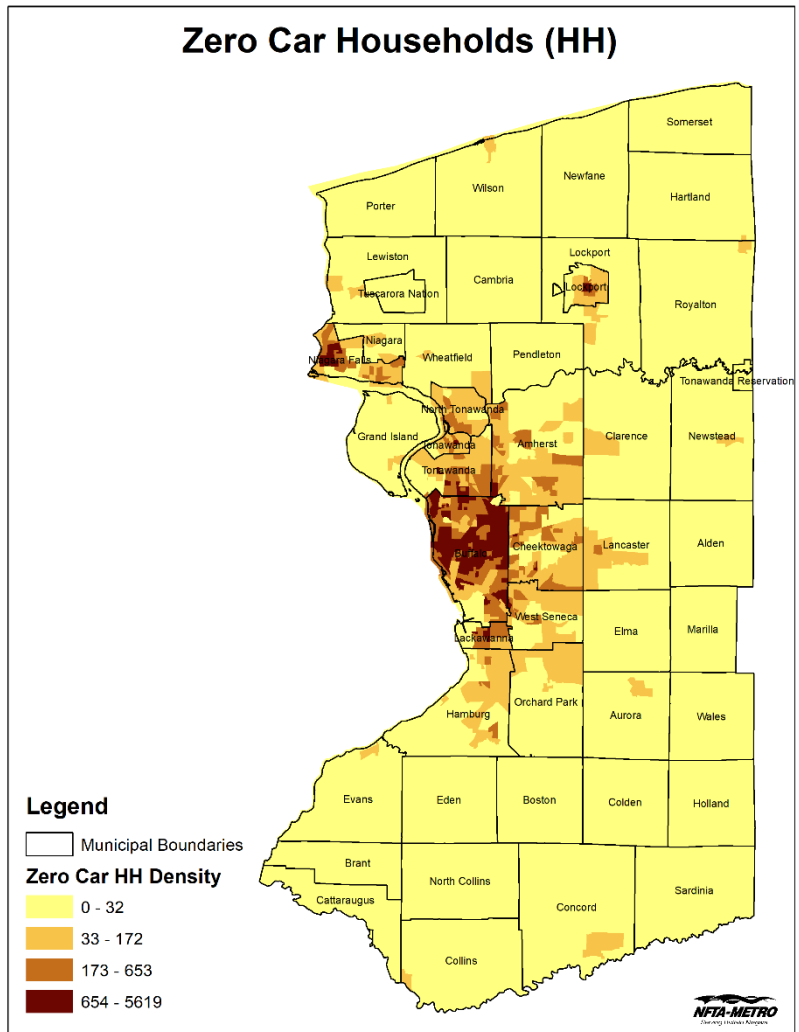 Zero Car Households (HH)
Somerset
Newfane
Wilson
Hartland
Porter
Lewiston
Lockport
Cambria
Tuscarora Nation
Lockport
Royalton
Niagara
Niagara Falls
Wheatfield
Pendleton
Tonawanda Reservation
North Tonawanda
Grand Island
Tonawanda
Amherst
Clarence
Newstead
Tonawanda
Buffalo
Cheektowaga
Lancaster
Alden
West Seneca
Elma
Marilla
Lackawanna
Hamburg
Orchard Park
Aurora
Wales
Evans
Eden
Boston
Colden
Holland
Brant
North Collins
Cattaraugus
Concord
Sardinia
Collins
Legend
Municipal Boundaries
Zero Car HH Density
0 - 32
33 - 172
173 - 653
654 - 5619
NFTA-METRO